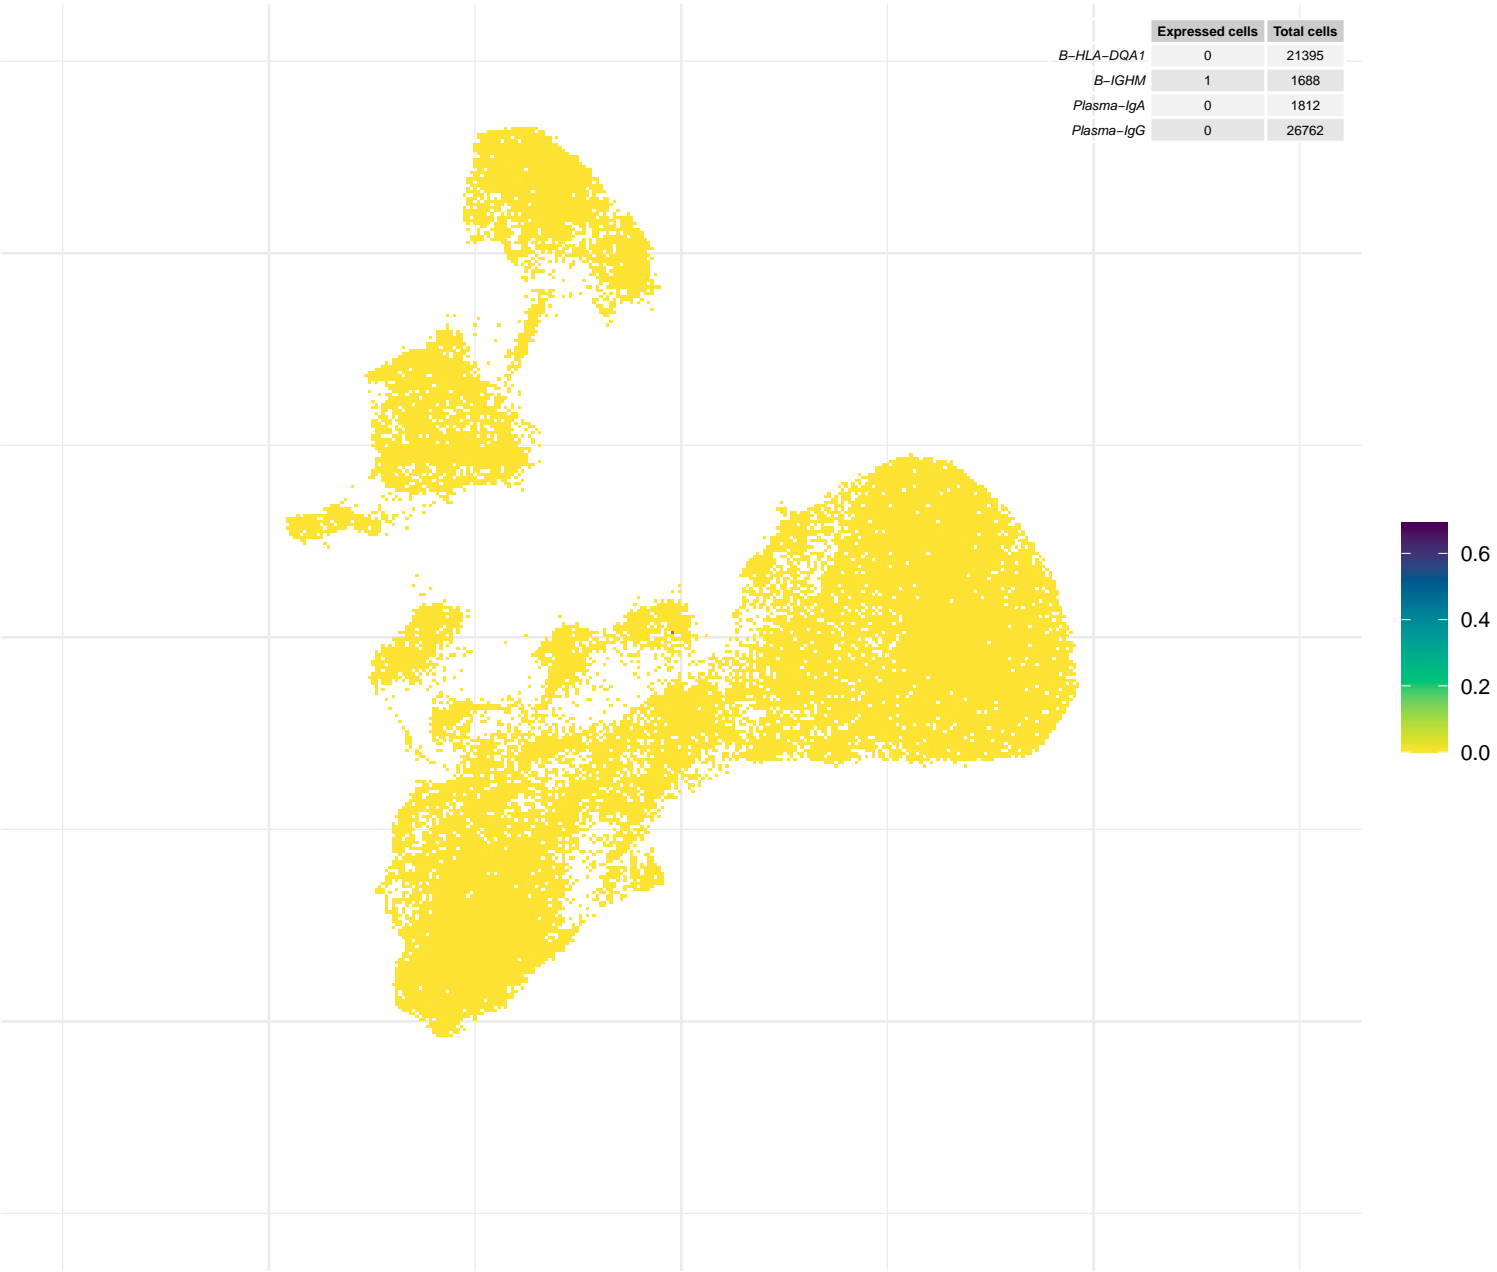 Expressed cells Total cells
B−HLA−DQA1 0 21395
B−IGHM 1 1688
Plasma−IgA 0 1812
Plasma−IgG 0 26762
0.6
0.4
0.2
0.0